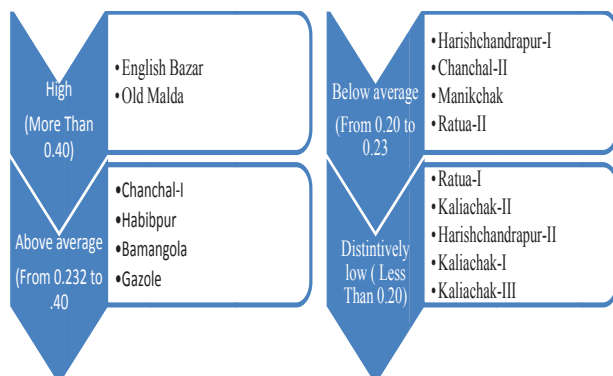 High
(More Than
0.40)
•English Bazar
•Old Malda
Above average
(From 0.232 to
.40
•Chanchal-I
•Habibpur
•Bamangola
•Gazole
Below average
(From 0.20 to
0.23
•Harishchandrapur-I
•Chanchal-II
•Manikchak
•Ratua-II
Distintively
low ( Less
Than 0.20)
•Ratua-I
•Kaliachak-II
•Harishchandrapur-II
•Kaliachak-I
•Kaliachak-III